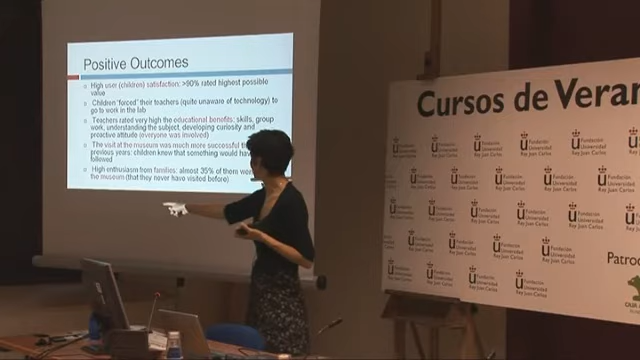 Positive Outcomes
High user (children) satisfaction: >90% rated highest possible
value
Children 'forced' their teachers (quite unaware of technology) to
go to work in the lab
Teachers rated very high the educational benefits: skills, group
work, understanding the subject, developing curiosity and
proactive attitude (everyone was involved)
The visit at the museum was much more successful
previous years: children knew that something would have
followed
High enthusiasm from families: almost 35% of them
the museum (that they never have visited before)
Cursos de Vera
Fundación
Universidad
Rey Juan Carlos
Patroc